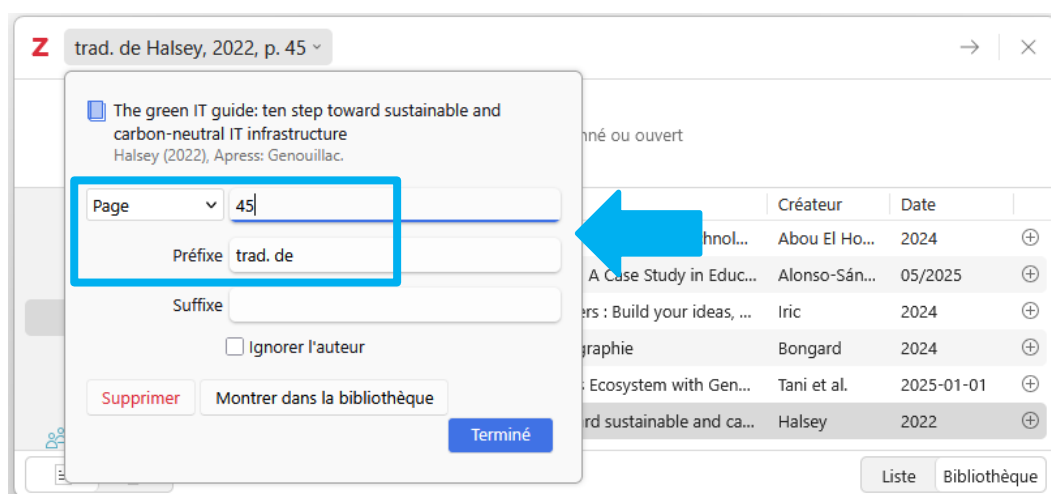 Z trad. de Halsey, 2022, p. 45
The green IT guide: ten step toward sustainable and
carbon-neutral IT infrastructure
Halsey (2022), Apress: Genouillac.
né ou ouvert
Page 45
Préfixe trad. de
Suffixe
Ignorer l'auteur
Supprimer Montrer dans la bibliothèque
Terminé
Créateur Date
hnol... Abou El Ho... 2024
A Case Study in Educ... Alonso-Sán... 05/2025
ers : Build your ideas, ... Iric 2024
graphie Bongard 2024
Ecosystem with Gen... Tani et al. 2025-01-01
rd sustainable and ca... Halsey 2022
Liste Bibliothèque